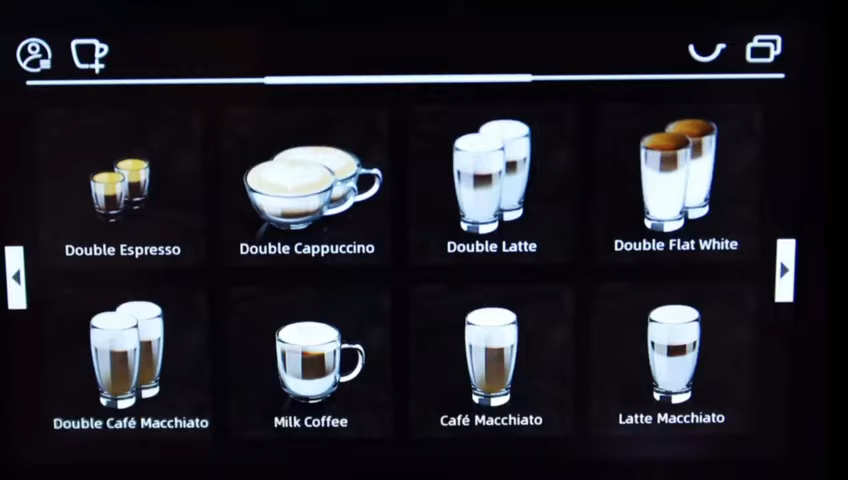 Double Espresso
Double Cappuccino
Double Latte
Double Flat White
Double Café Macchiato
Milk Coffee
Café Macchiato
Latte Macchiato